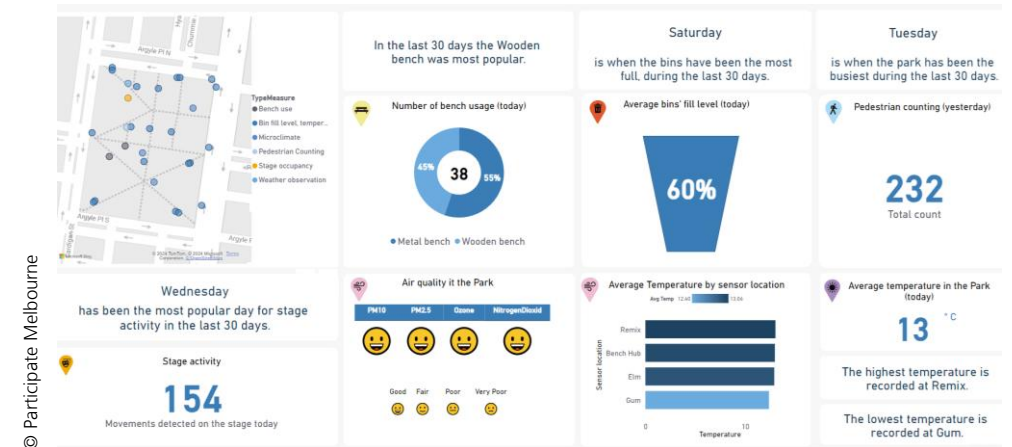 © Participate Melbourne
Argyle Pl N
TypeMeasure
Bench use
Bin fill level, temper...
Microclimate
Pedestrian Counting
Stage occupancy
Weather observation
Argyle Pl S
Argyle
In the last 30 days the Wooden
bench was most popular.
Saturday
is when the bins have been the most
full, during the last 30 days.
Tuesday
is when the park has been the
busiest during the last 30 days.
Number of bench usage (today)
45%
38
55%
Metal bench
Wooden bench
Average bins' fill level (today)
60%
Pedestrian counting (yesterday)
232
Total count
Wednesday
has been the most popular day for stage
activity in the last 30 days.
Stage activity
154
Movements detected on the stage today
Air quality it the Park
PM10 PM2.5 Ozone NitrogenDioxid
Good Fair Poor Very Poor
Average Temperature by sensor location
Avg Temp
Sensor location
Remix
Bench Hub
Elm
Gum
0 10
Temperature
Average temperature in the Park
(today)
13 °C
The highest temperature is
recorded at Remix.
The lowest temperature is
recorded at Gum.